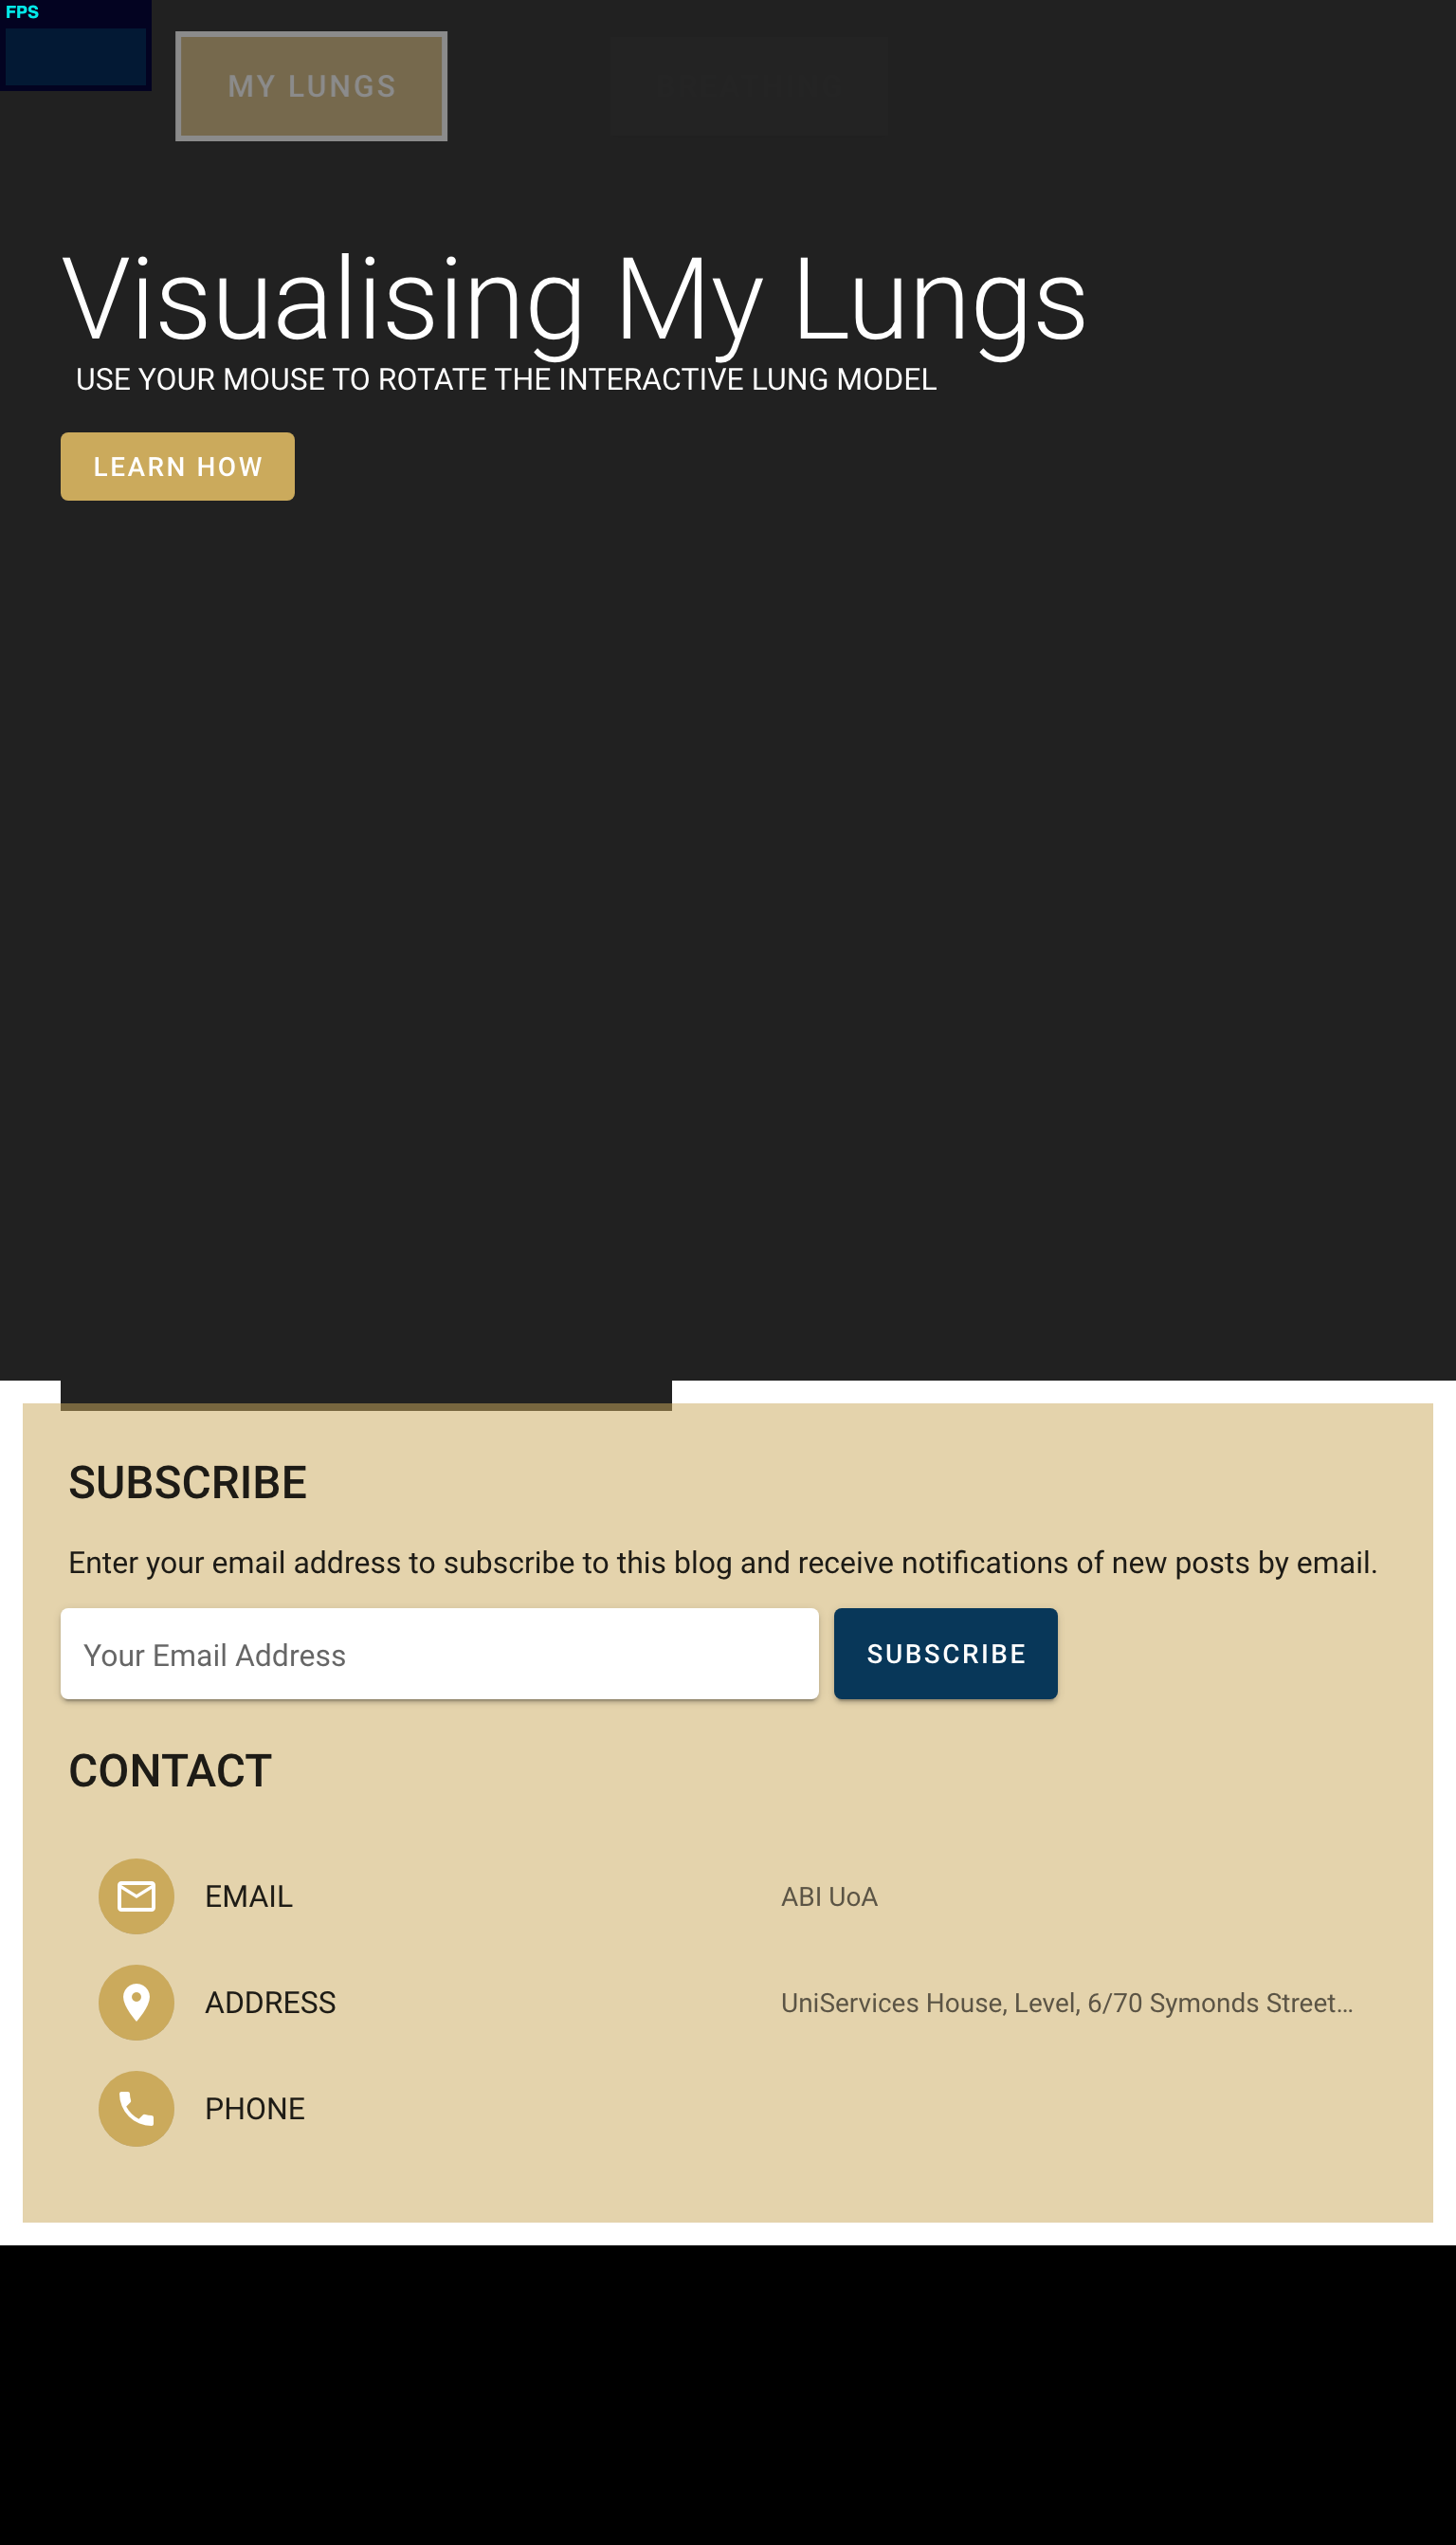 FPS
MY LUNGS
Visualising My Lungs
USE YOUR MOUSE TO ROTATE THE INTERACTIVE LUNG MODEL
LEARN HOW
SUBSCRIBE
Enter your email address to subscribe to this blog and receive notifications of new posts by email.
Your Email Address
SUBSCRIBE
CONTACT
EMAIL
ABI UoA
ADDRESS
UniServices House, Level, 6/70 Symonds Street...
PHONE